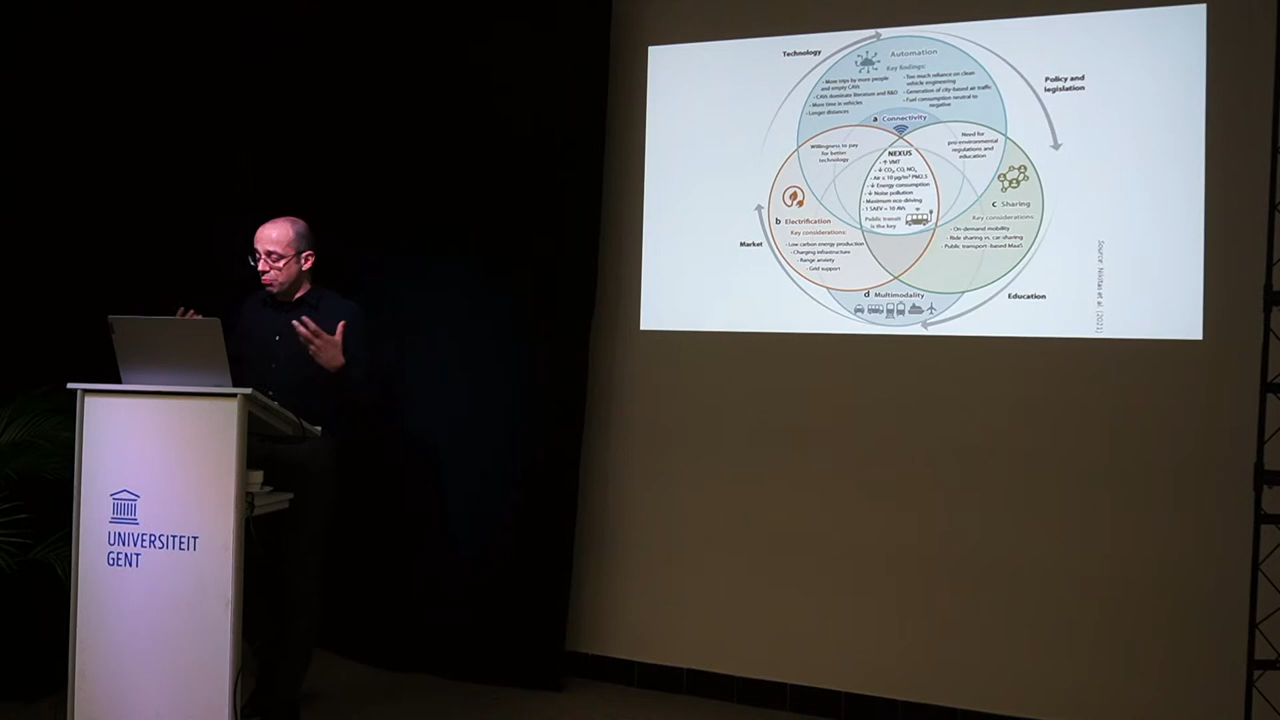 Technology
Automation
Key findings:
- More trips by more people
and empty CAVs
- CAVs dominate literature and R&D
- More time in vehicles
- Longer distances
- Too much reliance on clean
vehicle engineering
- Generation of city-based air traffic
- Fuel consumption neutral to
negative
Policy and
legislation
a Connectivity
Willingness to pay
for better
technology
Need for
pro-environmental
regulations and
education
NEXUS
- ↑ VMT
- ↓ CO₂, CO, NOₓ
- Air ≤ 10 µg/m³ PM2.5
- ↓ Energy consumption
- ↓ Noise pollution
- Maximum eco-driving
- 1 SAEV = 10 AVs
Public transit
is the key
b Electrification
Key considerations:
- Low carbon energy production
- Charging infrastructure
- Range anxiety
- Grid support
c Sharing
Key considerations:
- On-demand mobility
- Ride sharing vs. car-sharing
- Public transport-based MaaS
Market
Education
d Multimodality
Source: Nikitas et al. (2021)
UNIVERSITEIT
GENT